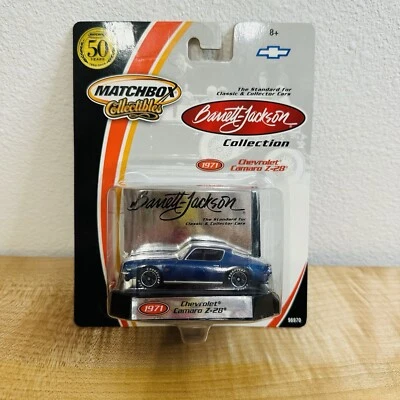 50
YEARS
8+
MATCHBOX
Collectibles
The Standard for
Classic & Collector Cars
Barrett-Jackson
Collection
1971 Chevrolet®
Camaro Z-28®
Barrett-Jackson
The Standard for
Classic & Collector Cars
1971 Chevrolet®
Camaro Z-28®
96970